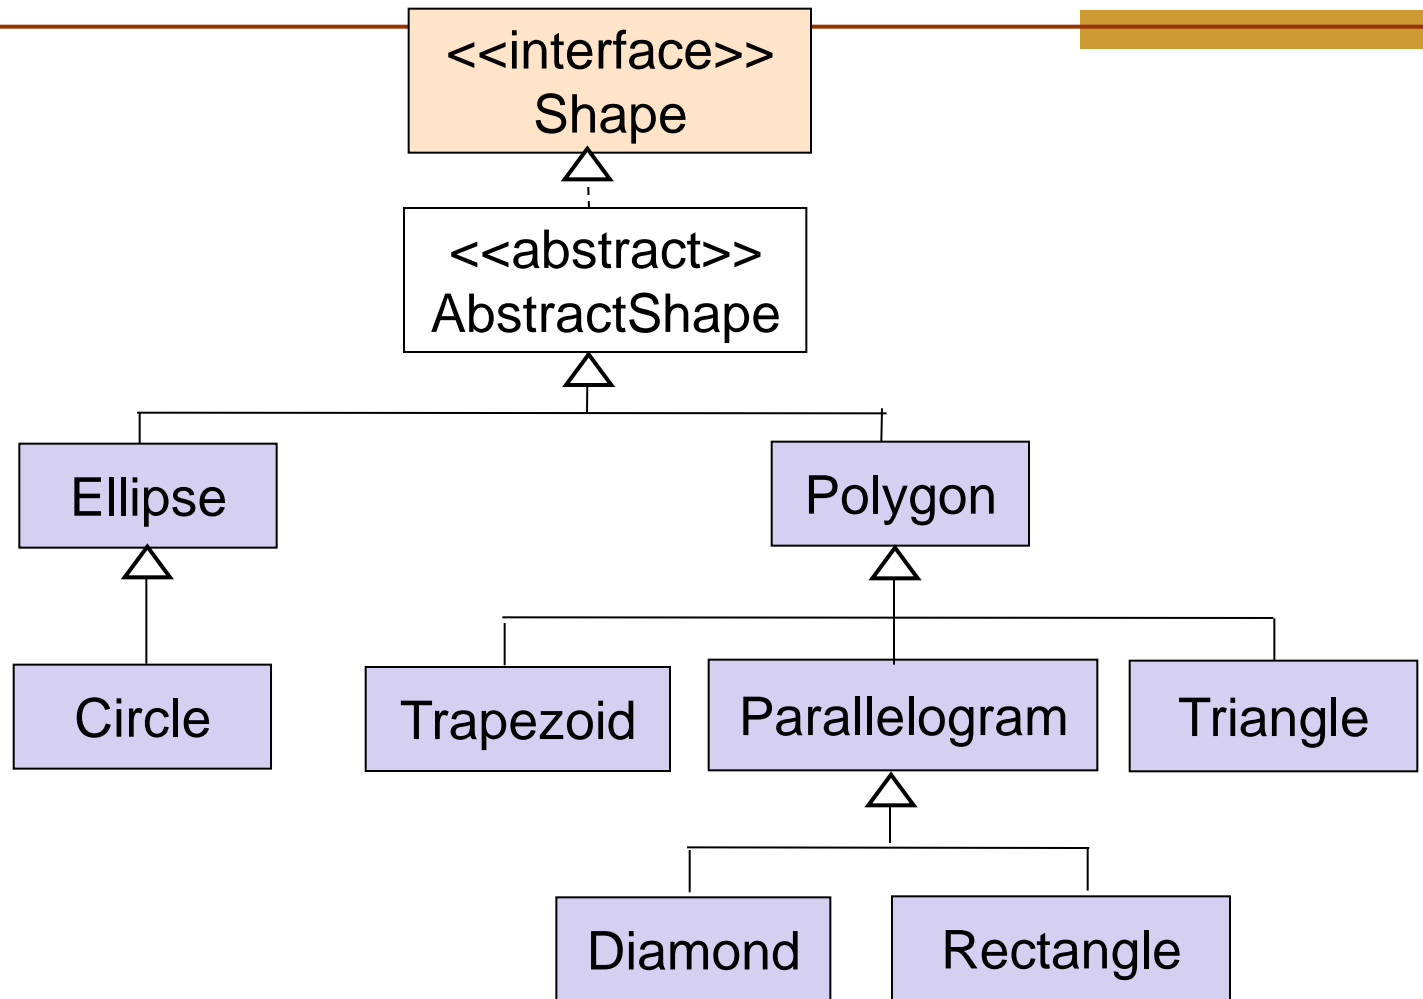 <<interface>>
Shape
<<abstract>>
AbstractShape
Ellipse
Polygon
Circle
Trapezoid
Parallelogram
Triangle
Diamond
Rectangle